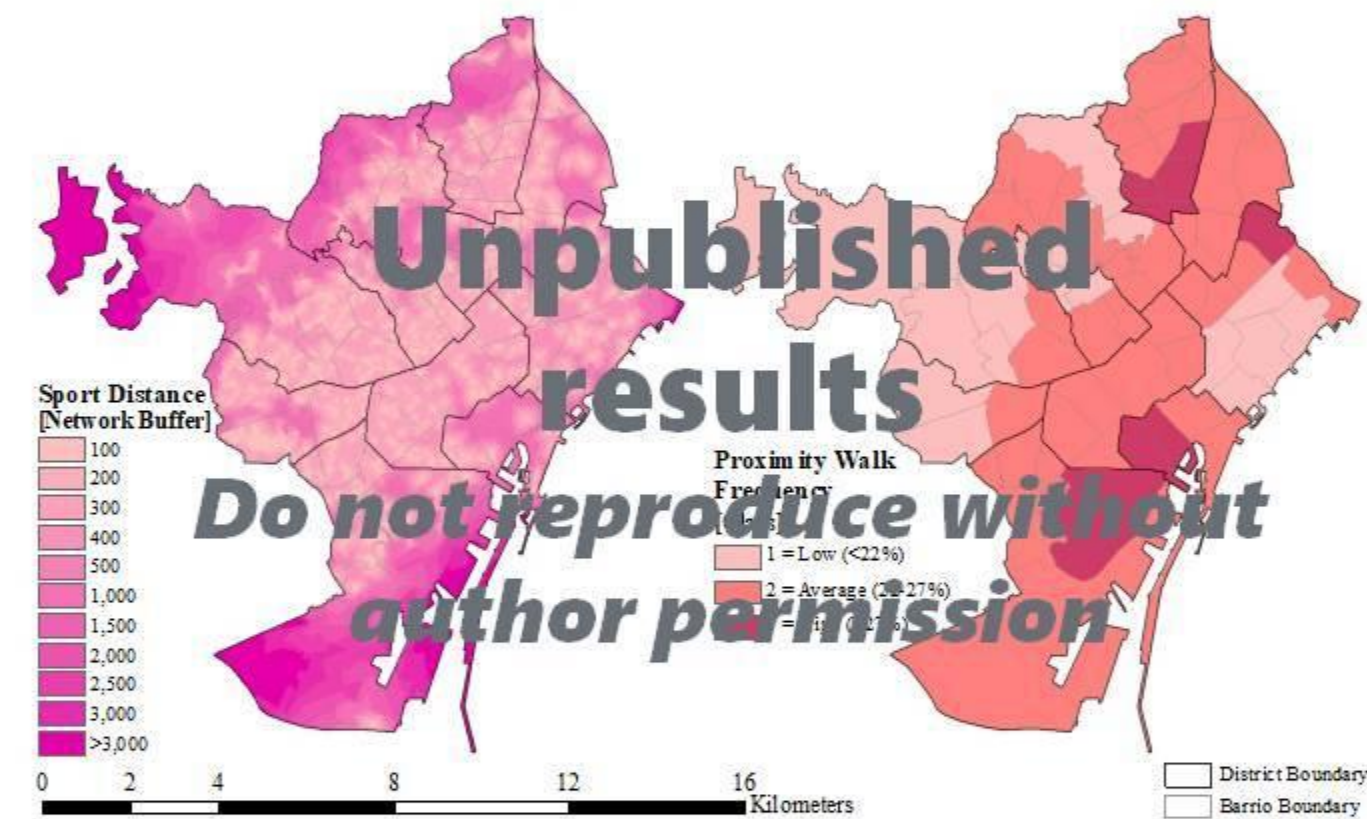 Unpublished
results
Do not reproduce without
author permission
Sport Distance
[Network Buffer]
100
200
300
400
500
1,000
1,500
2,000
2,500
3,000
>3,000
Proximity Walk
Frequency
1 = Low (<22%)
2 = Average (22-27%)
0
2
4
8
12
16
Kilometers
District Boundary
Barrio Boundary